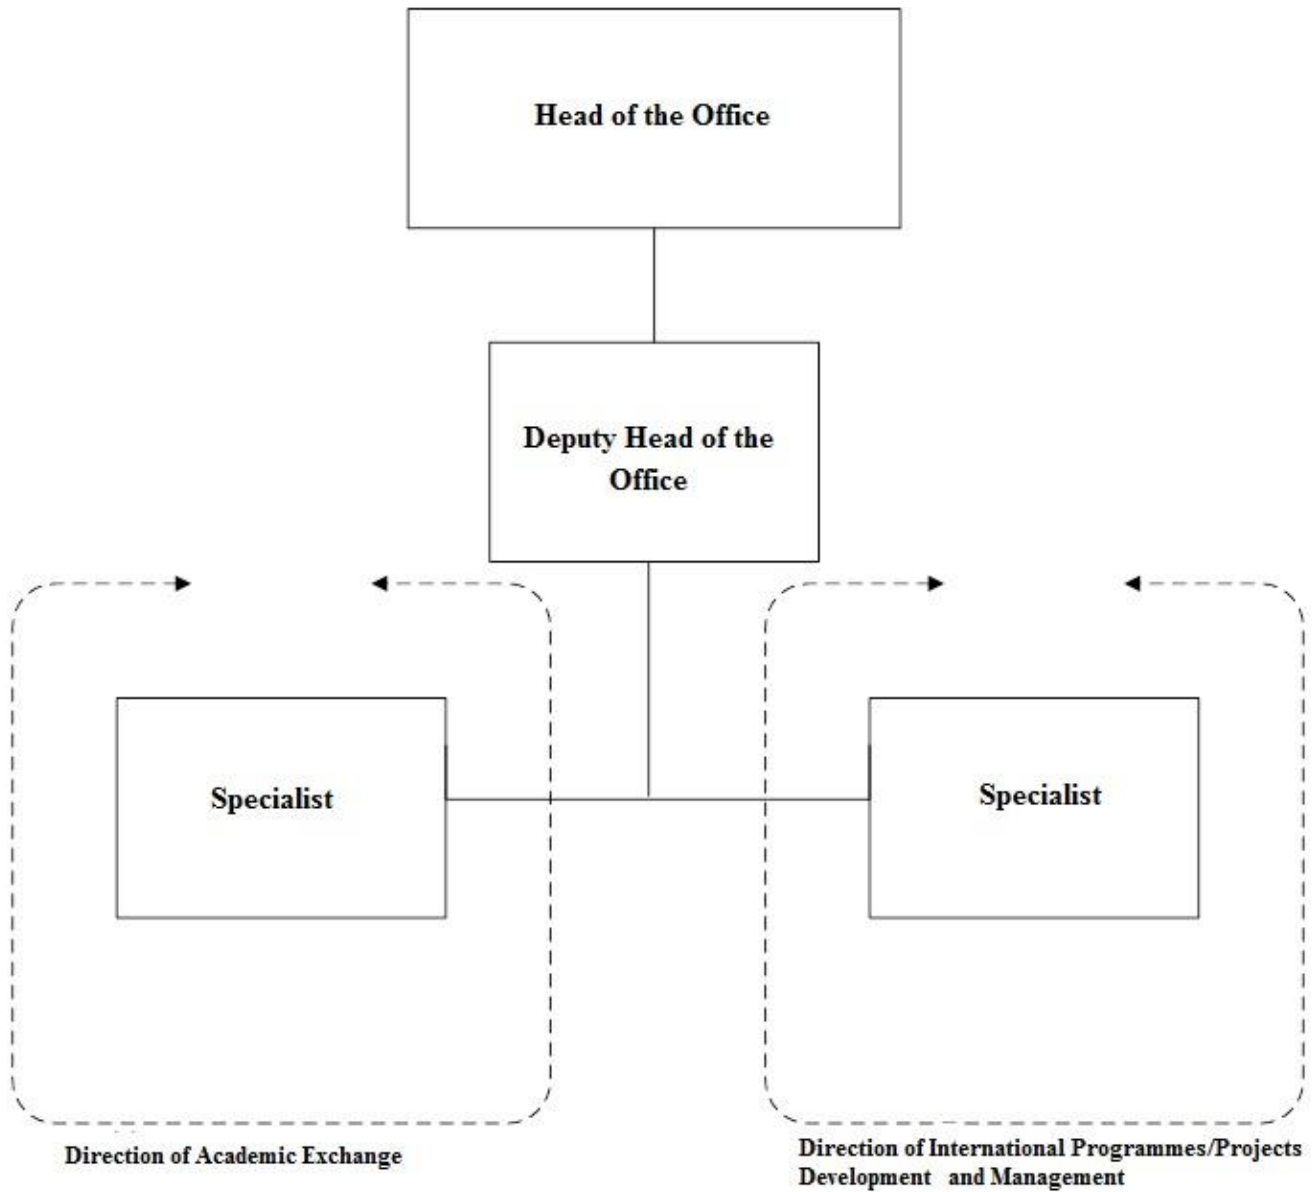 Head of the Office
Deputy Head of the
Office
Specialist
Specialist
Direction of Academic Exchange
Direction of International Programmes/Projects
Development and Management